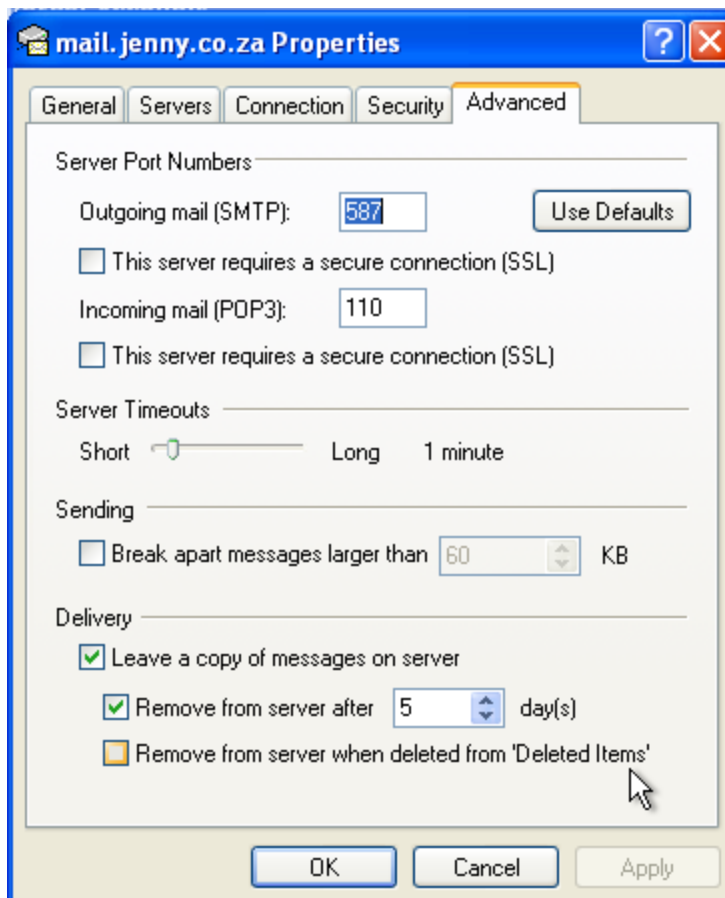 mail.jenny.co.za Properties
General Servers Connection Security Advanced
Server Port Numbers
Outgoing mail (SMTP): 587 Use Defaults
This server requires a secure connection (SSL)
Incoming mail (POP3): 110
This server requires a secure connection (SSL)
Server Timeouts
Short Long 1 minute
Sending
Break apart messages larger than 60 KB
Delivery
Leave a copy of messages on server
Remove from server after 5 day(s)
Remove from server when deleted from 'Deleted Items'
OK Cancel Apply